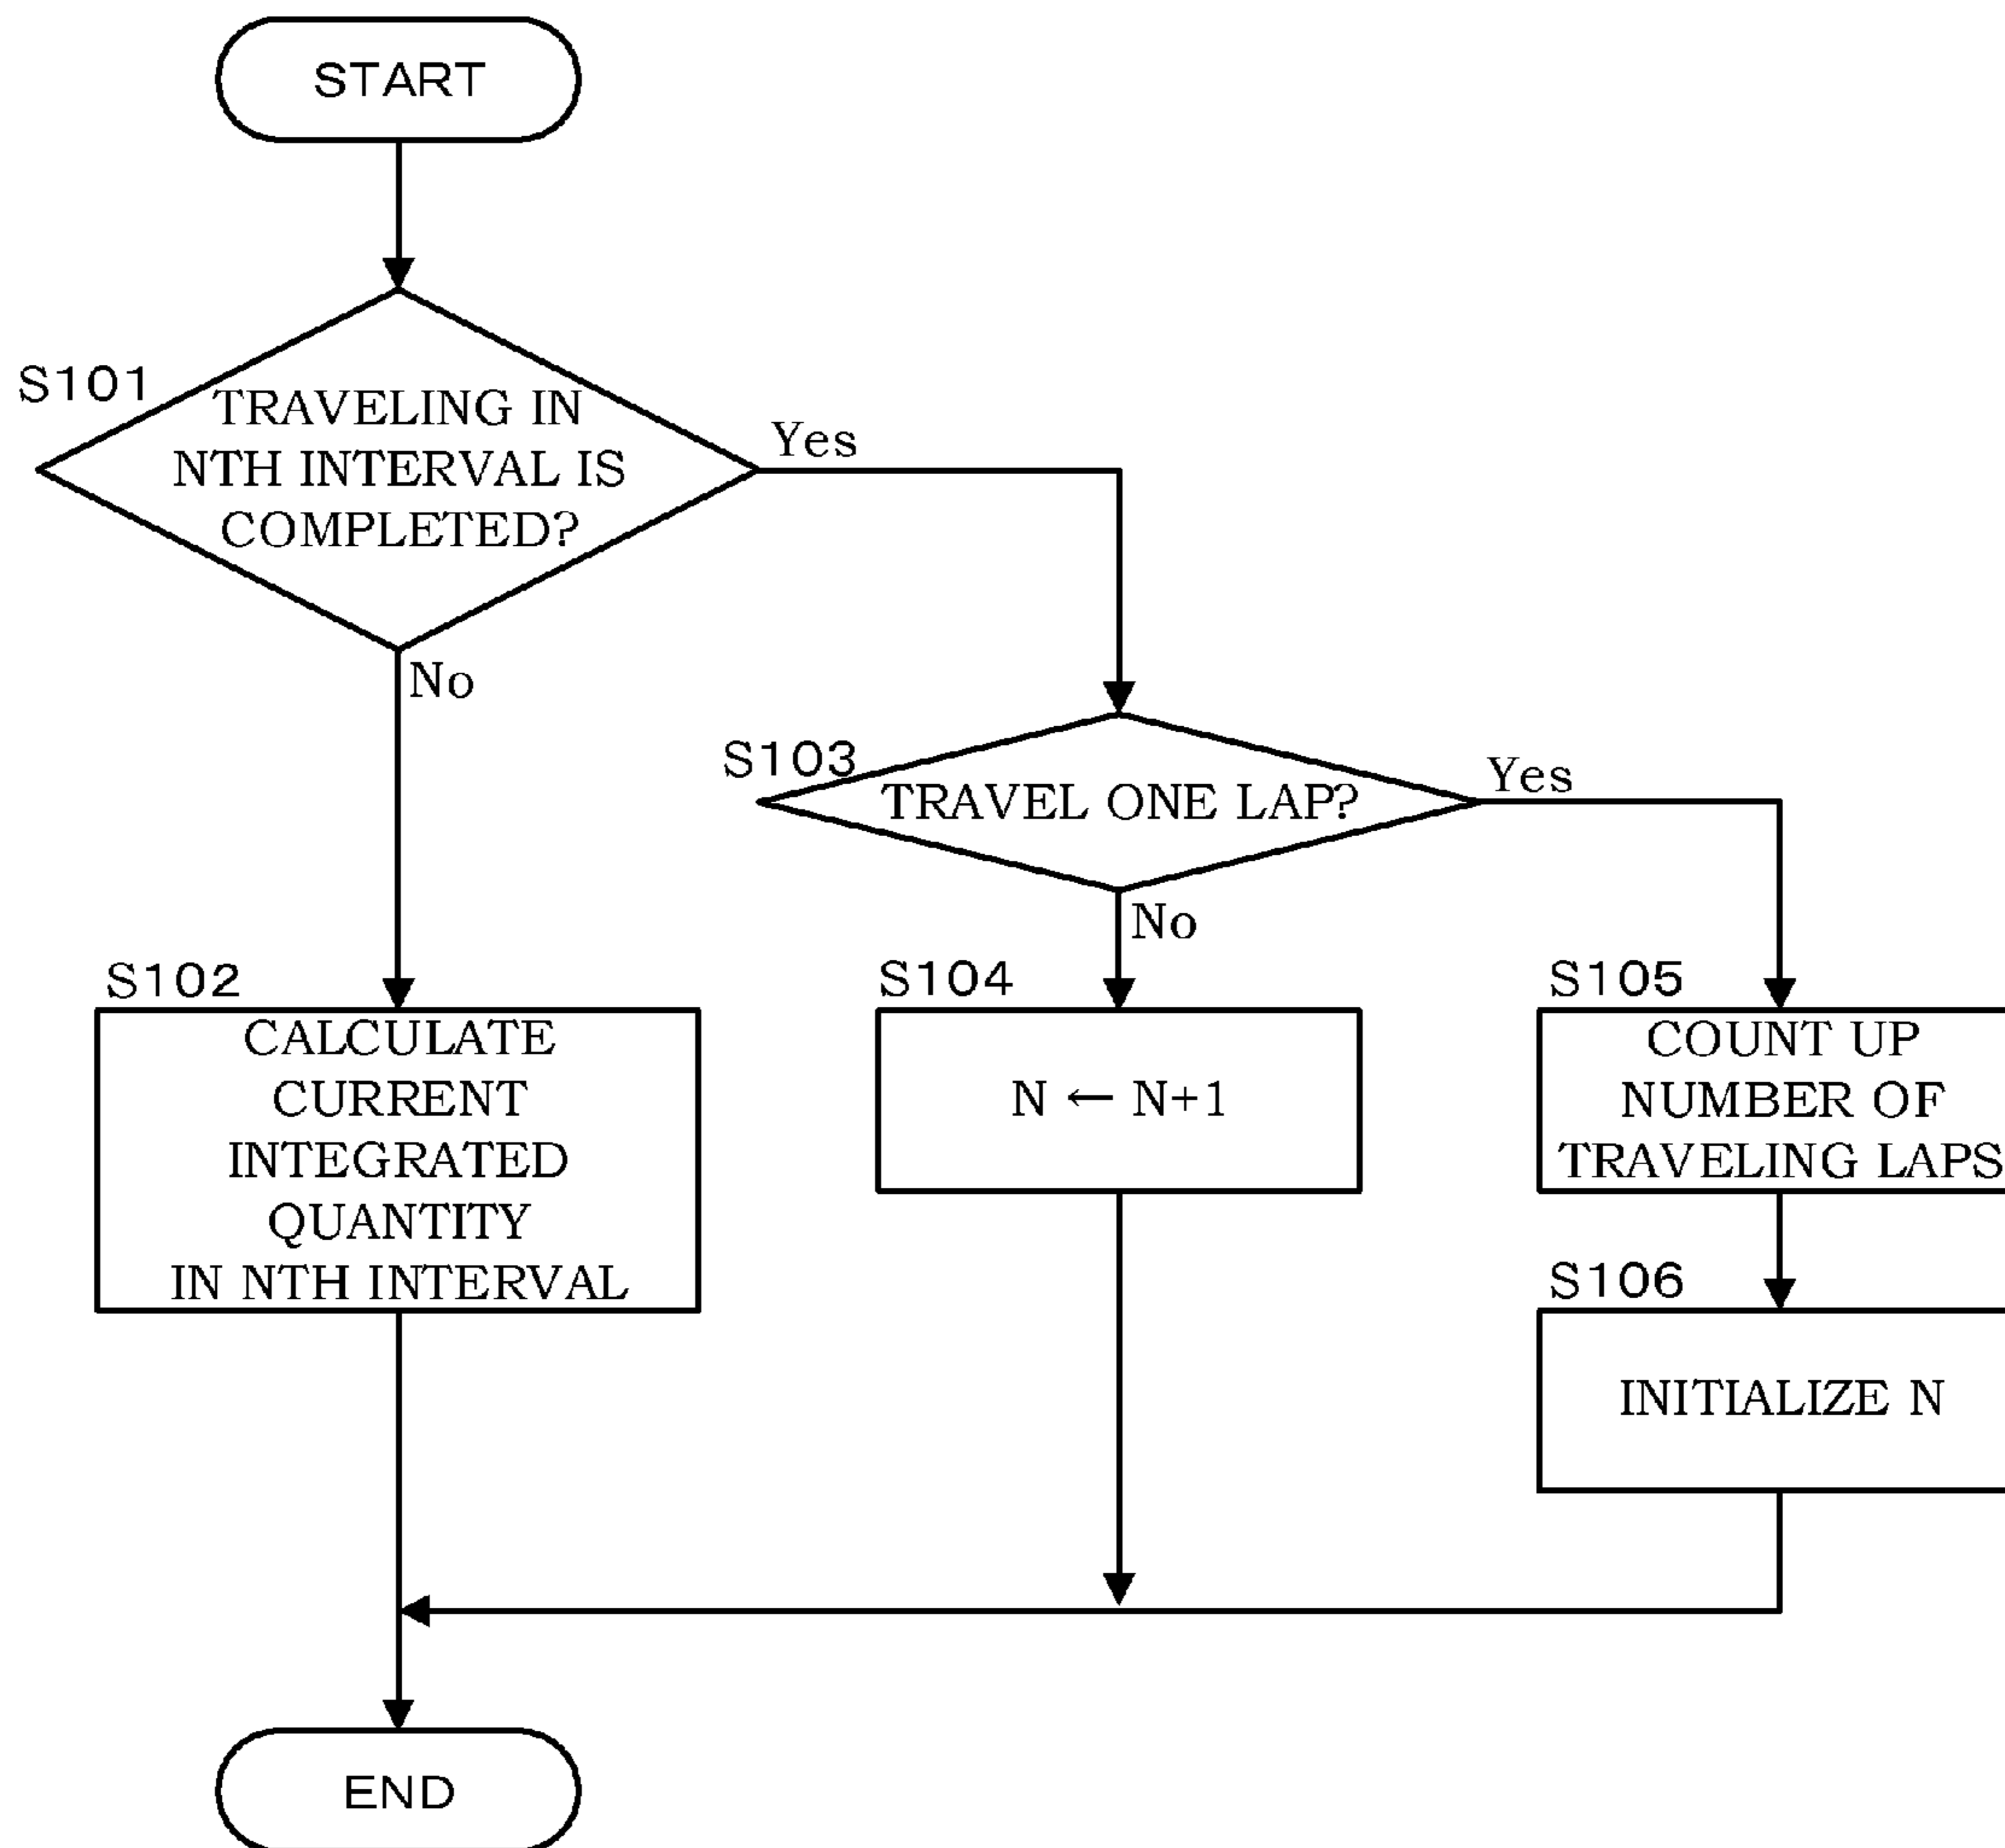 START
S101
TRAVELING IN
NTH INTERVAL IS
COMPLETED?
Yes
No
S103
TRAVEL ONE LAP?
Yes
No
S102
CALCULATE
CURRENT
INTEGRATED
QUANTITY
IN NTH INTERVAL
S104
N ← N+1
S105
COUNT UP
NUMBER OF
TRAVELING LAPS
S106
INITIALIZE N
END